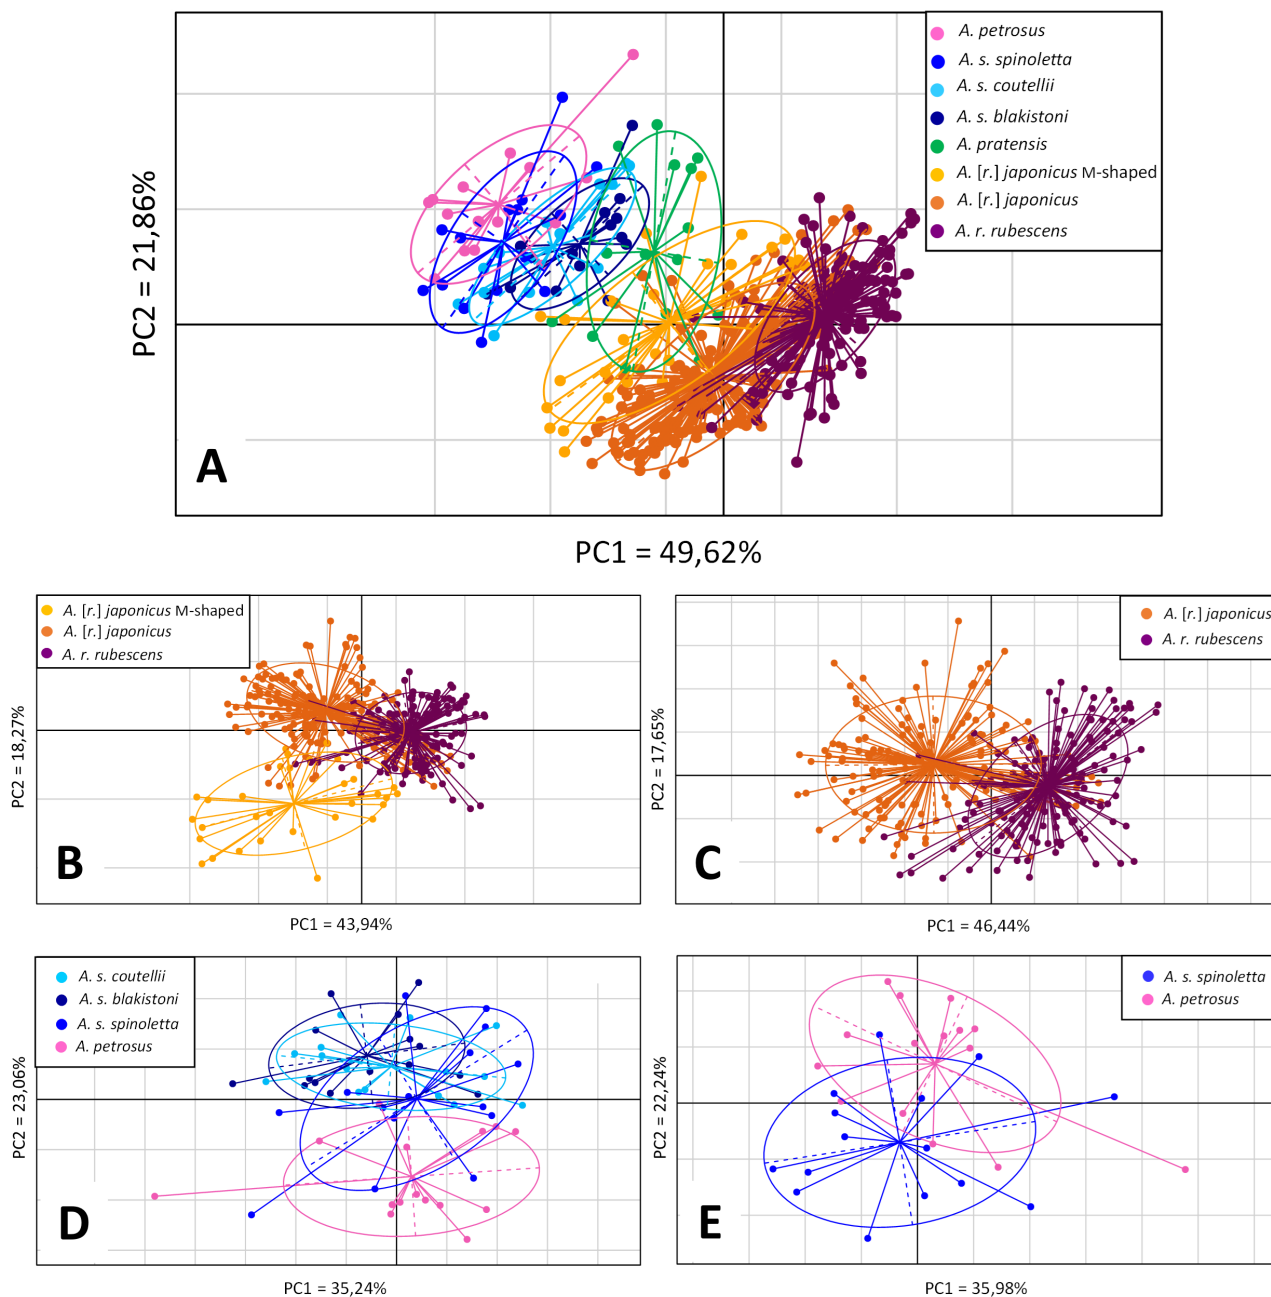 A. petrosus
A. s. spinoletta
A. s. coutellii
A. s. blakistoni
A. pratensis
A. [r.] japonicus M-shaped
A. [r.] japonicus
A. r. rubescens
PC2 = 21,86%
A
PC1 = 49,62%
A. [r.] japonicus M-shaped
A. [r.] japonicus
A. r. rubescens
PC2 = 18,27%
B
PC1 = 43,94%
A. [r.] japonicus
A. r. rubescens
PC2 = 17,65%
C
PC1 = 46,44%
A. s. coutellii
A. s. blakistoni
A. s. spinoletta
A. petrosus
PC2 = 23,06%
D
PC1 = 35,24%
A. s. spinoletta
A. petrosus
PC2 = 22,24%
E
PC1 = 35,98%